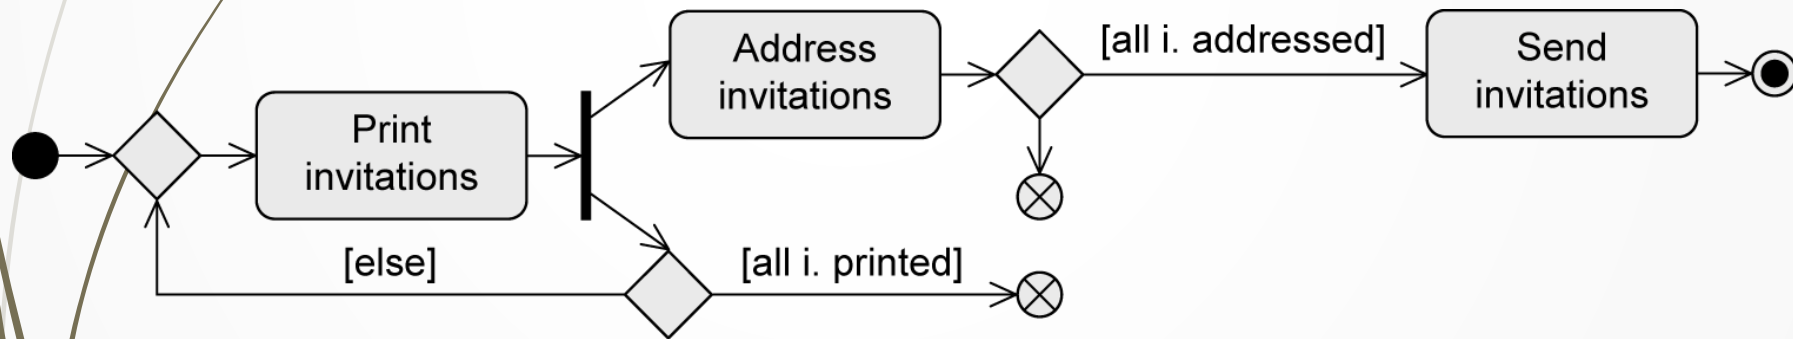 Address
invitations
[all i. addressed]
Send
invitations
Print
invitations
[else]
[all i. printed]